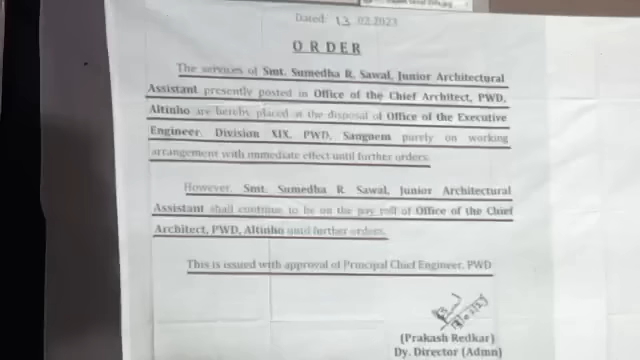 Dated: 13 .02.2023
ORDER
The services of Smt. Sumedha R. Sawal, Junior Architectural
Assistant presently posted in Office of the Chief Architect, PWD,
Altinho are hereby placed at the disposal of Office of the Executive
Engineer, Division XIX, PWD, Sanguem purely on working
arrangement with immediate effect until further orders.
However, Smt. Sumedha R. Sawal, Junior Architectural
Assistant shall continue to be on the pay roll of Office of the Chief
Architect, PWD, Altinho until further orders.
This is issued with approval of Principal Chief Engineer, PWD
(Prakash Redkar)
Dy. Director (Admn)